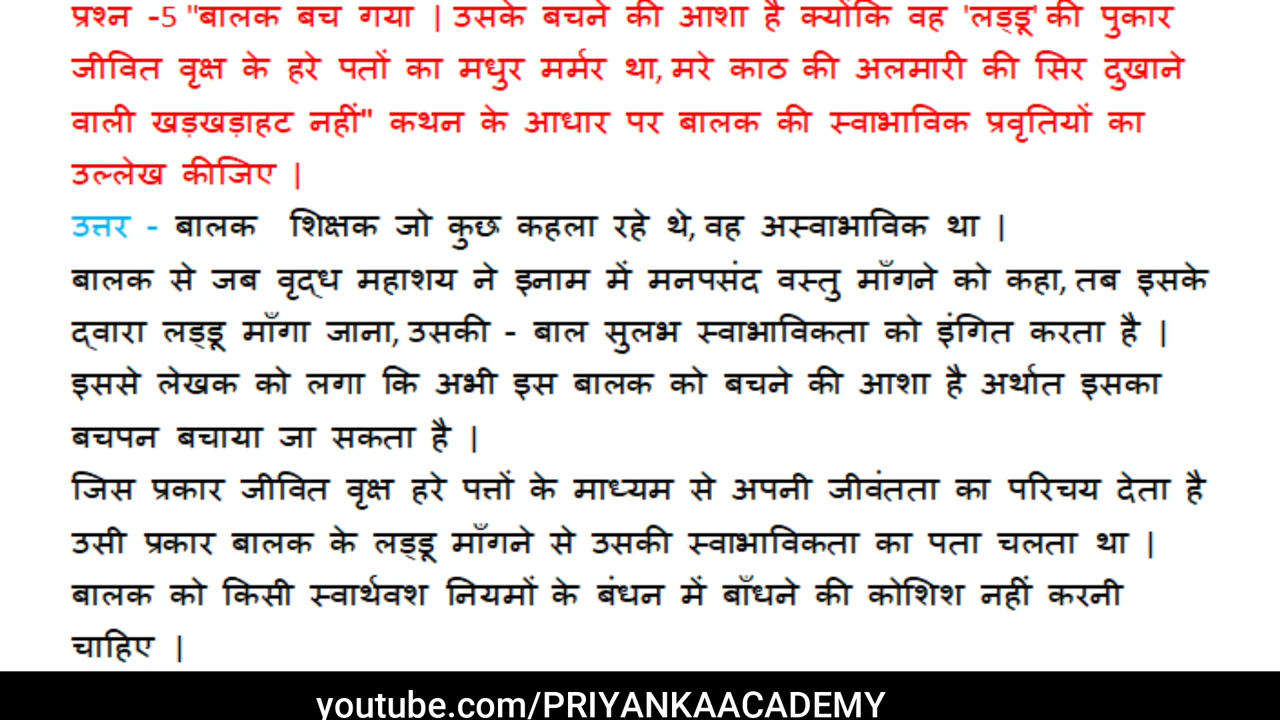 प्रश्न -5 "बालक बच गया | उसके बचने की आशा है क्योंकि वह 'लड्डू' की पुकार
जीवित वृक्ष के हरे पतों का मधुर मर्मर था, मरे काठ की अलमारी की सिर दुखाने
वाली खड़खड़ाहट नहीं" कथन के आधार पर बालक की स्वाभाविक प्रवृतियों का
उल्लेख कीजिए |
उत्तर - बालक शिक्षक जो कुछ कहला रहे थे, वह अस्वाभाविक था |
बालक से जब वृद्ध महाशय ने इनाम में मनपसंद वस्तु माँगने को कहा, तब इसके
द्वारा लड्डू माँगा जाना, उसकी - बाल सुलभ स्वाभाविकता को इंगित करता है |
इससे लेखक को लगा कि अभी इस बालक को बचने की आशा है अर्थात इसका
बचपन बचाया जा सकता है |
जिस प्रकार जीवित वृक्ष हरे पत्तों के माध्यम से अपनी जीवंतता का परिचय देता है
उसी प्रकार बालक के लड्डू माँगने से उसकी स्वाभाविकता का पता चलता था |
बालक को किसी स्वार्थवश नियमों के बंधन में बाँधने की कोशिश नहीं करनी
चाहिए |
youtube.com/PRIYANKAACADEMY